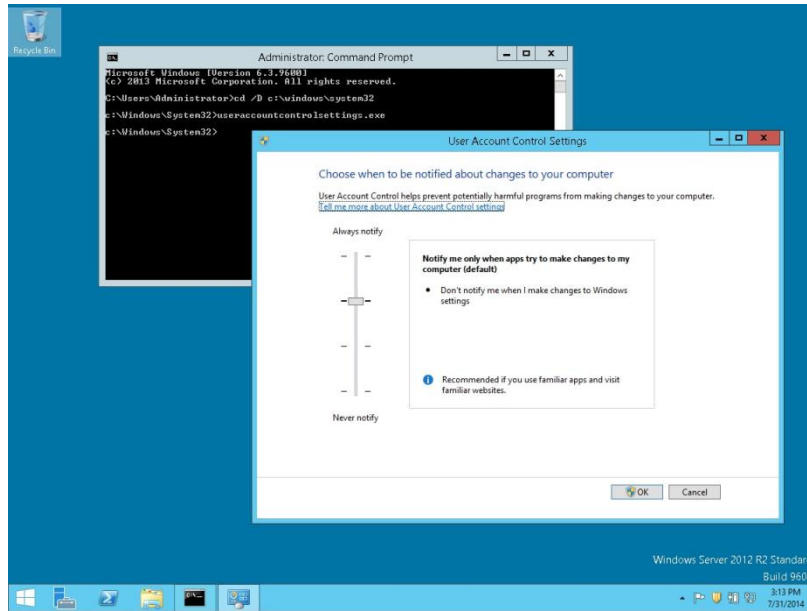 Recycle Bin
Administrator: Command Prompt
Microsoft Windows [Version 6.3.9600]
(c) 2013 Microsoft Corporation. All rights reserved.
C:\Users\Administrator>cd /D c:\windows\system32
c:\Windows\System32>useraccountcontrolsettings.exe
c:\Windows\System32>
User Account Control Settings
Choose when to be notified about changes to your computer
User Account Control helps prevent potentially harmful programs from making changes to your computer.
Tell me more about User Account Control settings
Always notify
Notify me only when apps try to make changes to my
computer (default)
• Don't notify me when I make changes to Windows
settings
Recommended if you use familiar apps and visit
familiar websites.
Never notify
OK Cancel
Windows Server 2012 R2 Standar
Build 960
3:13 PM
7/31/2014